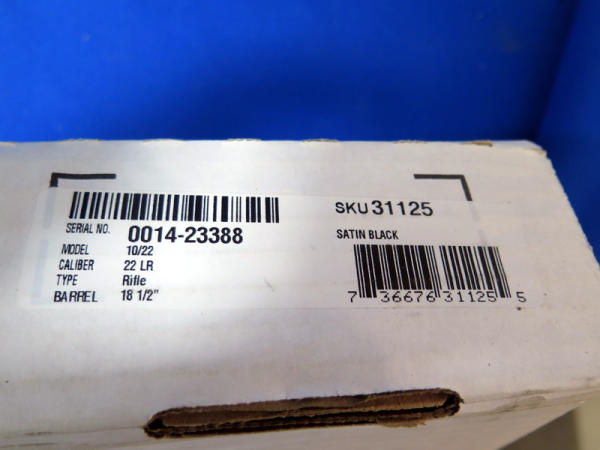 SERIAL NO. 0014-23388
MODEL 10/22
CALIBER 22 LR
TYPE Rifle
BARREL 18 1/2"
SKU 31125
SATIN BLACK
7 36676 31125 5